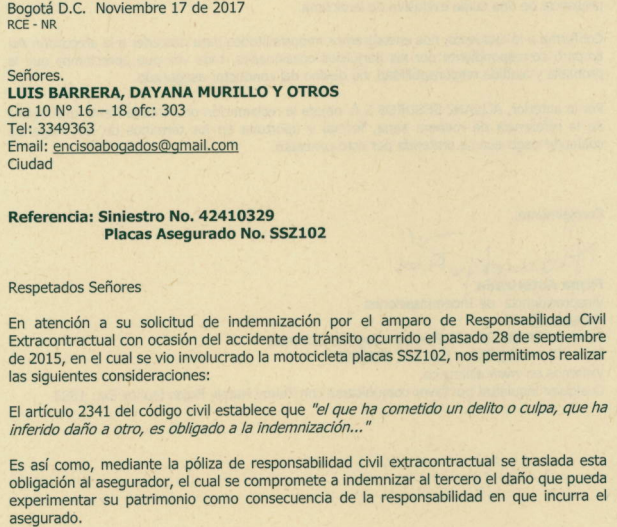 Bogotá D.C. Noviembre 17 de 2017
RCE - NR
Señores.
LUIS BARRERA, DAYANA MURILLO Y OTROS
Cra 10 N° 16 – 18 ofc: 303
Tel: 3349363
Email: encisoabogados@gmail.com
Ciudad
Referencia: Siniestro No. 42410329
Placas Asegurado No. SSZ102
Respetados Señores
En atención a su solicitud de indemnización por el amparo de Responsabilidad Civil
Extracontractual con ocasión del accidente de tránsito ocurrido el pasado 28 de septiembre
de 2015, en el cual se vio involucrado la motocicleta placas SSZ102, nos permitimos realizar
las siguientes consideraciones:
El artículo 2341 del código civil establece que "el que ha cometido un delito o culpa, que ha
inferido daño a otro, es obligado a la indemnización..."
Es así como, mediante la póliza de responsabilidad civil extracontractual se traslada esta
obligación al asegurador, el cual se compromete a indemnizar al tercero el daño que pueda
experimentar su patrimonio como consecuencia de la responsabilidad en que incurra el
asegurado.